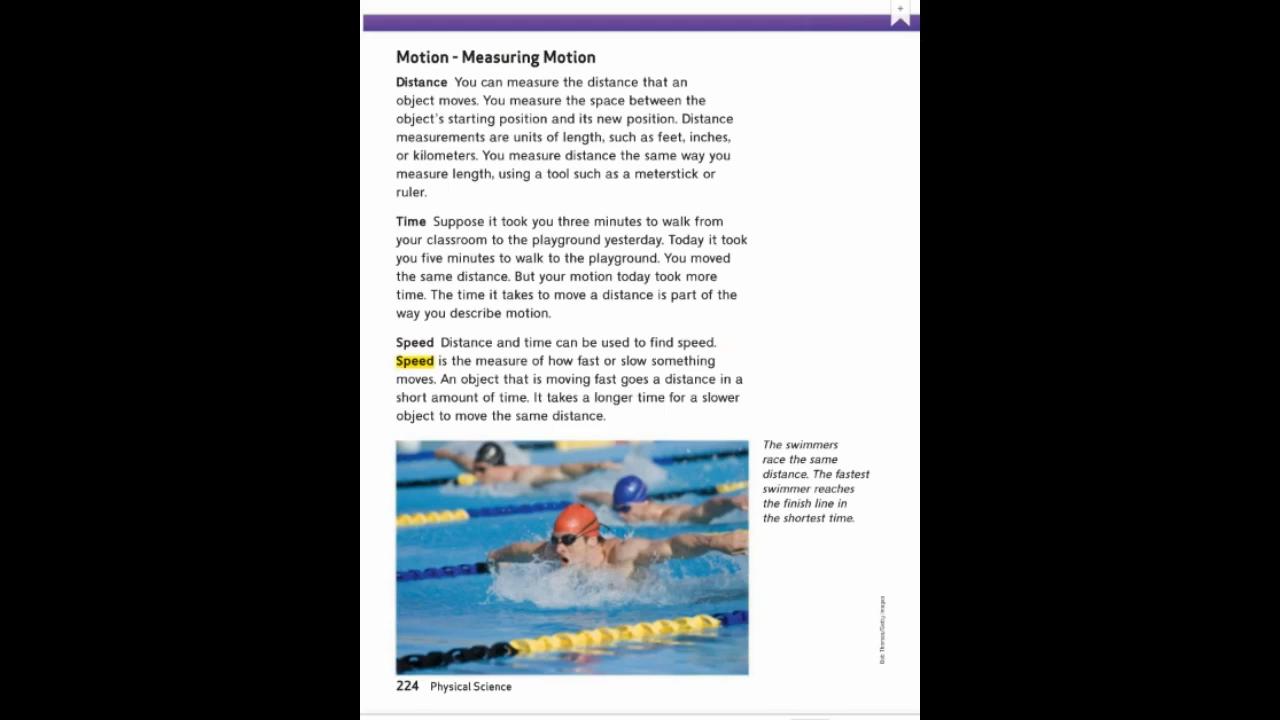 +
Motion - Measuring Motion
Distance You can measure the distance that an
object moves. You measure the space between the
object's starting position and its new position. Distance
measurements are units of length, such as feet, inches,
or kilometers. You measure distance the same way you
measure length, using a tool such as a meterstick or
ruler.
Time Suppose it took you three minutes to walk from
your classroom to the playground yesterday. Today it took
you five minutes to walk to the playground. You moved
the same distance. But your motion today took more
time. The time it takes to move a distance is part of the
way you describe motion.
Speed Distance and time can be used to find speed.
Speed is the measure of how fast or slow something
moves. An object that is moving fast goes a distance in a
short amount of time. It takes a longer time for a slower
object to move the same distance.
The swimmers
race the same
distance. The fastest
swimmer reaches
the finish line in
the shortest time.
Bob Thomas/Getty Images
224 Physical Science